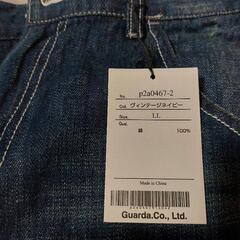 No. p2a0467-2
Col. ヴィンテージネイビー
Size. LL
Qual.
綿 100%
Made in China
Guarda.Co., Ltd.